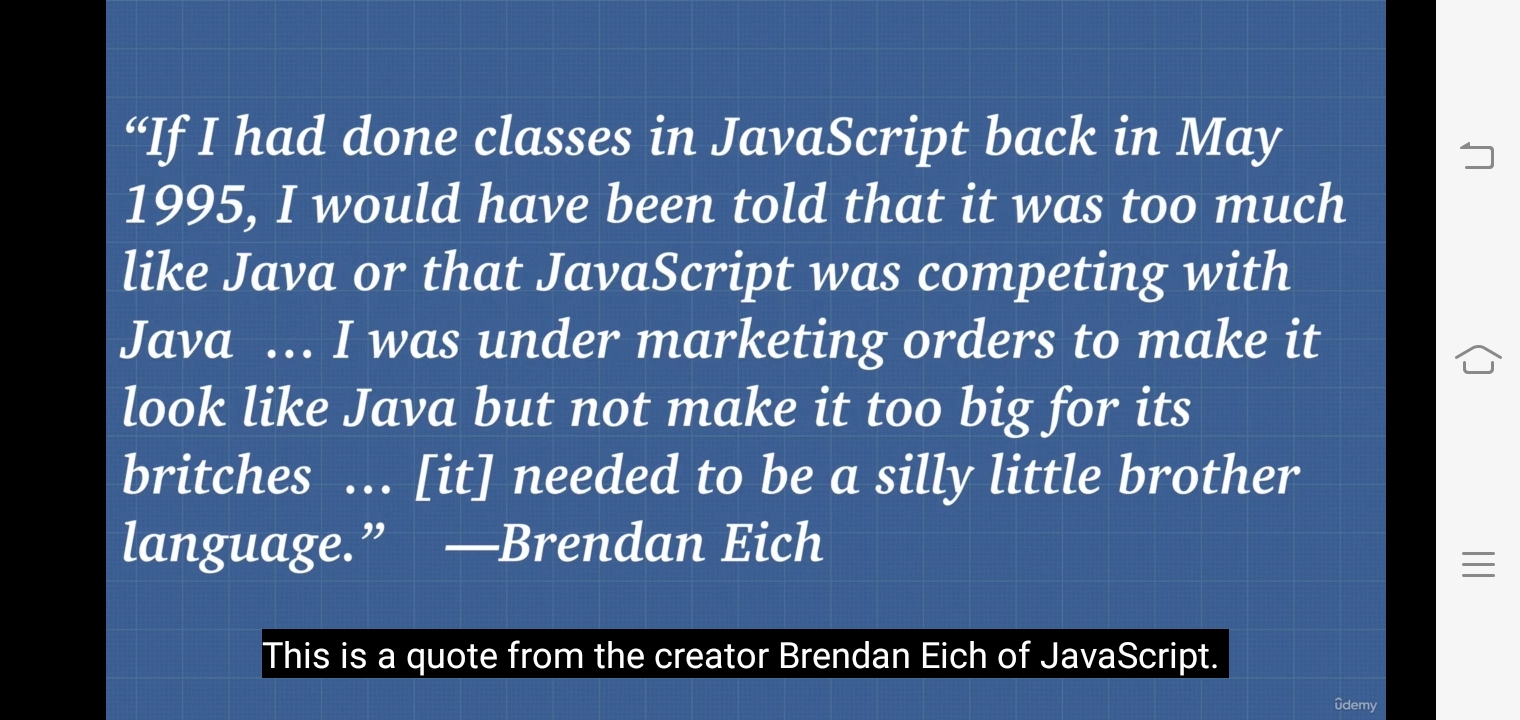 “If I had done classes in JavaScript back in May
1995, I would have been told that it was too much
like Java or that JavaScript was competing with
Java … I was under marketing orders to make it
look like Java but not make it too big for its
britches … [it] needed to be a silly little brother
language.” —Brendan Eich
This is a quote from the creator Brendan Eich of JavaScript.
ûdemy